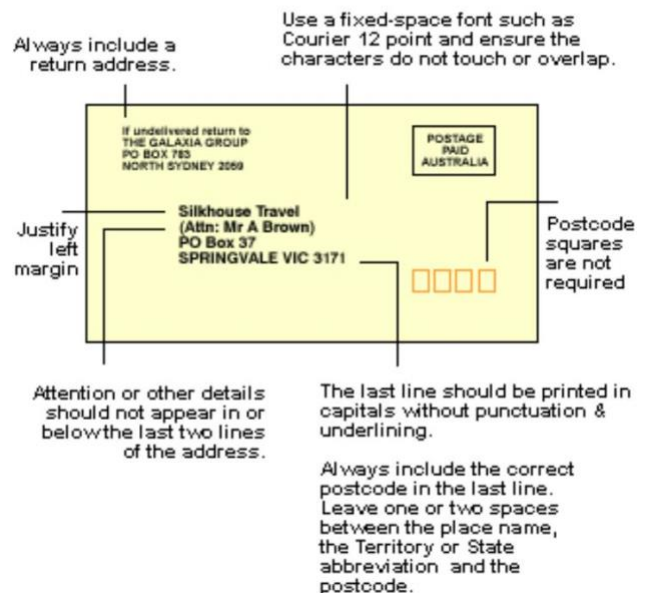 Always include a
return address.
Use a fixed-space font such as
Courier 12 point and ensure the
characters do not touch or overlap.
If undelivered return to
THE GALAXIA GROUP
PO BOX 783
NORTH SYDNEY 2059
POSTAGE
PAID
AUSTRALIA
Justify
left
margin
Silkhouse Travel
(Attn: Mr A Brown)
PO Box 37
SPRINGVALE VIC 3171
Postcode
squares
are not
required
Attention or other details
should not appear in or
below the last two lines
of the address.
The last line should be printed in
capitals without punctuation &
underlining.
Always include the correct
postcode in the last line.
Leave one or two spaces
between the place name,
the Territory or State
abbreviation and the
postcode.